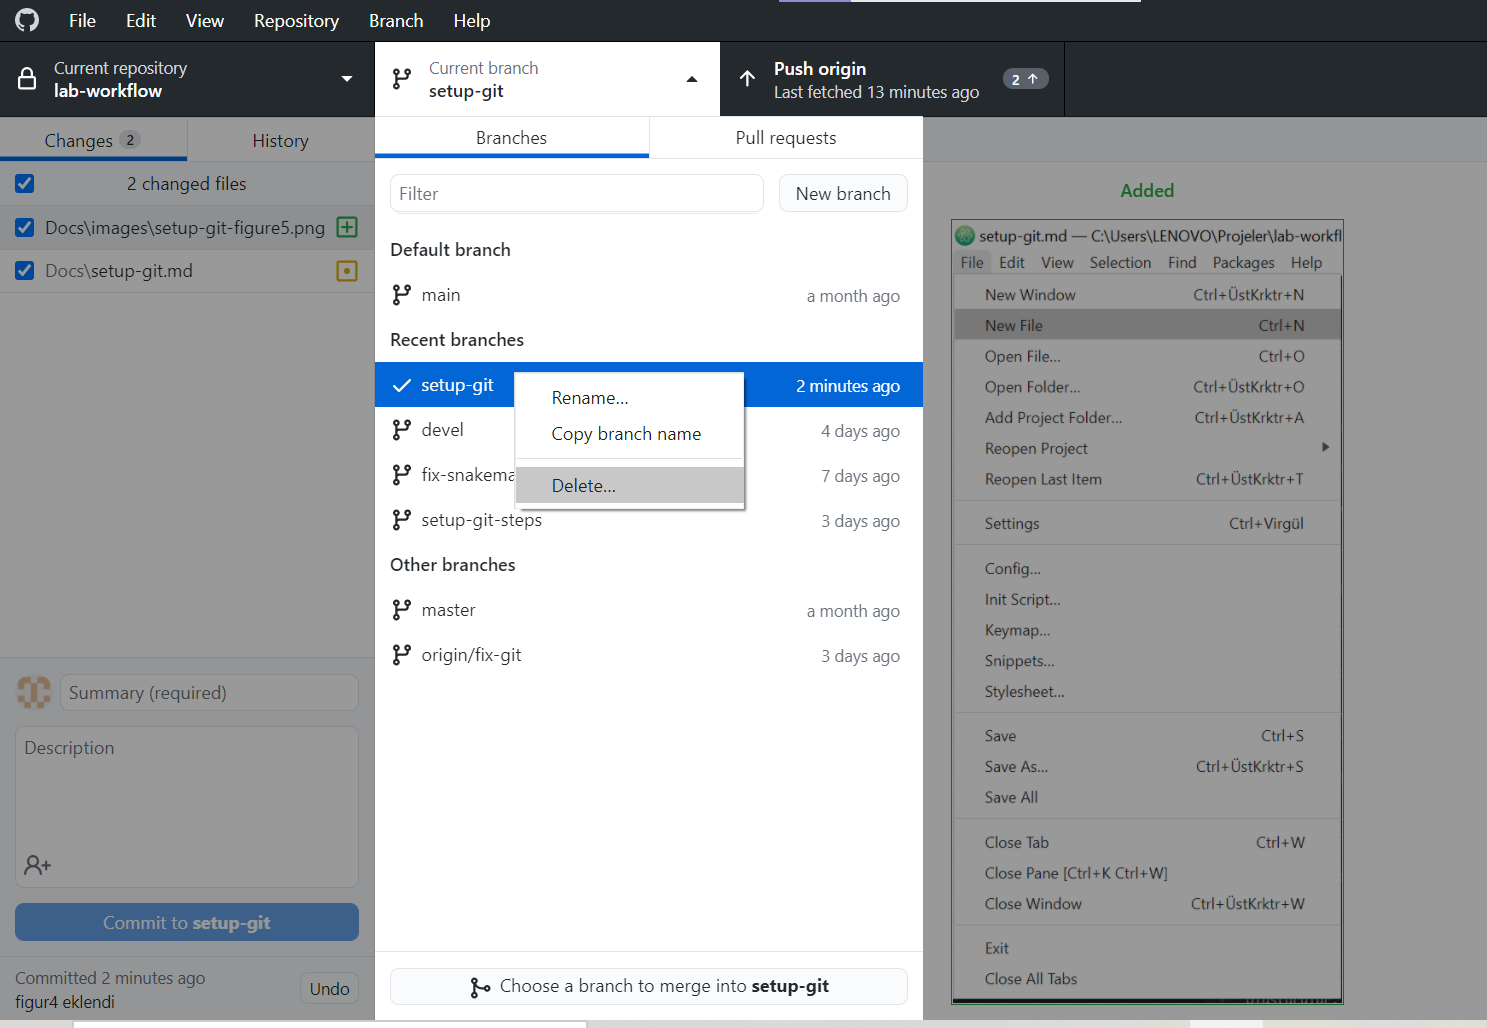 File Edit View Repository Branch Help
Current repository
lab-workflow
Current branch
setup-git
Push origin
Last fetched 13 minutes ago
2
Changes 2
History
2 changed files
Docs\images\setup-git-figure5.png
Docs\setup-git.md
Summary (required)
Description
Commit to setup-git
Committed 2 minutes ago
figur4 eklendi
Undo
Branches
Pull requests
Filter
New branch
Default branch
main a month ago
Recent branches
setup-git 2 minutes ago
devel 4 days ago
fix-snakema 7 days ago
setup-git-steps 3 days ago
Rename...
Copy branch name
Delete...
Other branches
master a month ago
origin/fix-git 3 days ago
Choose a branch to merge into setup-git
Added
setup-git.md — C:\Users\LENOVO\Projeler\lab-workfl
File Edit View Selection Find Packages Help
New Window Ctrl+ÜstKrktr+N
New File Ctrl+N
Open File... Ctrl+O
Open Folder... Ctrl+ÜstKrktr+O
Add Project Folder... Ctrl+ÜstKrktr+A
Reopen Project
Reopen Last Item Ctrl+ÜstKrktr+T
Settings Ctrl+Virgül
Config...
Init Script...
Keymap...
Snippets...
Stylesheet...
Save Ctrl+S
Save As... Ctrl+ÜstKrktr+S
Save All
Close Tab Ctrl+W
Close Pane [Ctrl+K Ctrl+W]
Close Window Ctrl+ÜstKrktr+W
Exit
Close All Tabs